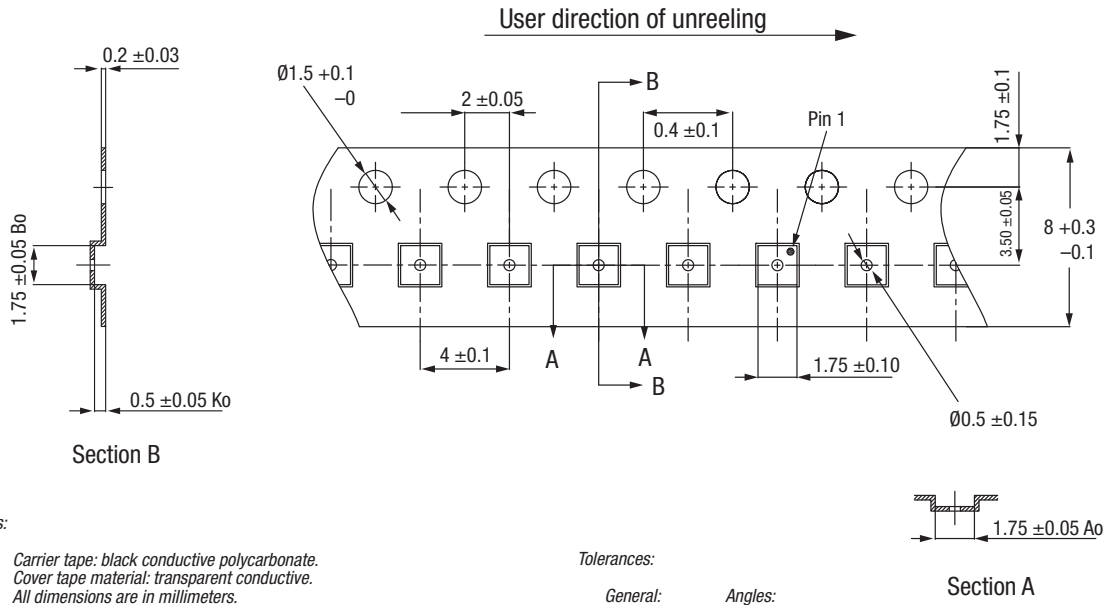 User direction of unreeling
0.2 ±0.03
Ø1.5 +0.1
–0
2 ±0.05
B
0.4 ±0.1
Pin 1
1.75 ±0.1
1.75 ±0.05 Bo
3.50 ±0.05
8 +0.3
–0.1
4 ±0.1
A
A
B
1.75 ±0.10
0.5 ±0.05 Ko
Ø0.5 ±0.15
Section B
s:
1.75 ±0.05 Ao
Section A
Carrier tape: black conductive polycarbonate.
Cover tape material: transparent conductive.
All dimensions are in millimeters.
Tolerances:
General:
Angles: